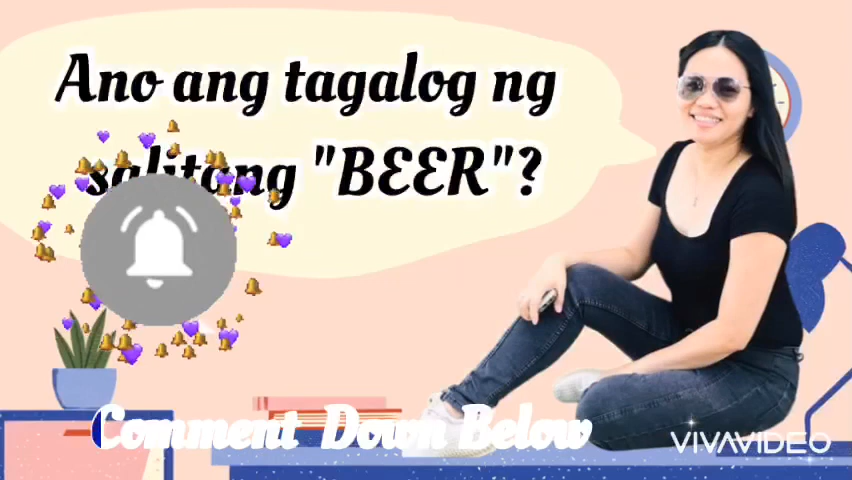 Ano ang tagalog ng
salitang "BEER"?
Comment Down Below
VIVAVIDEO